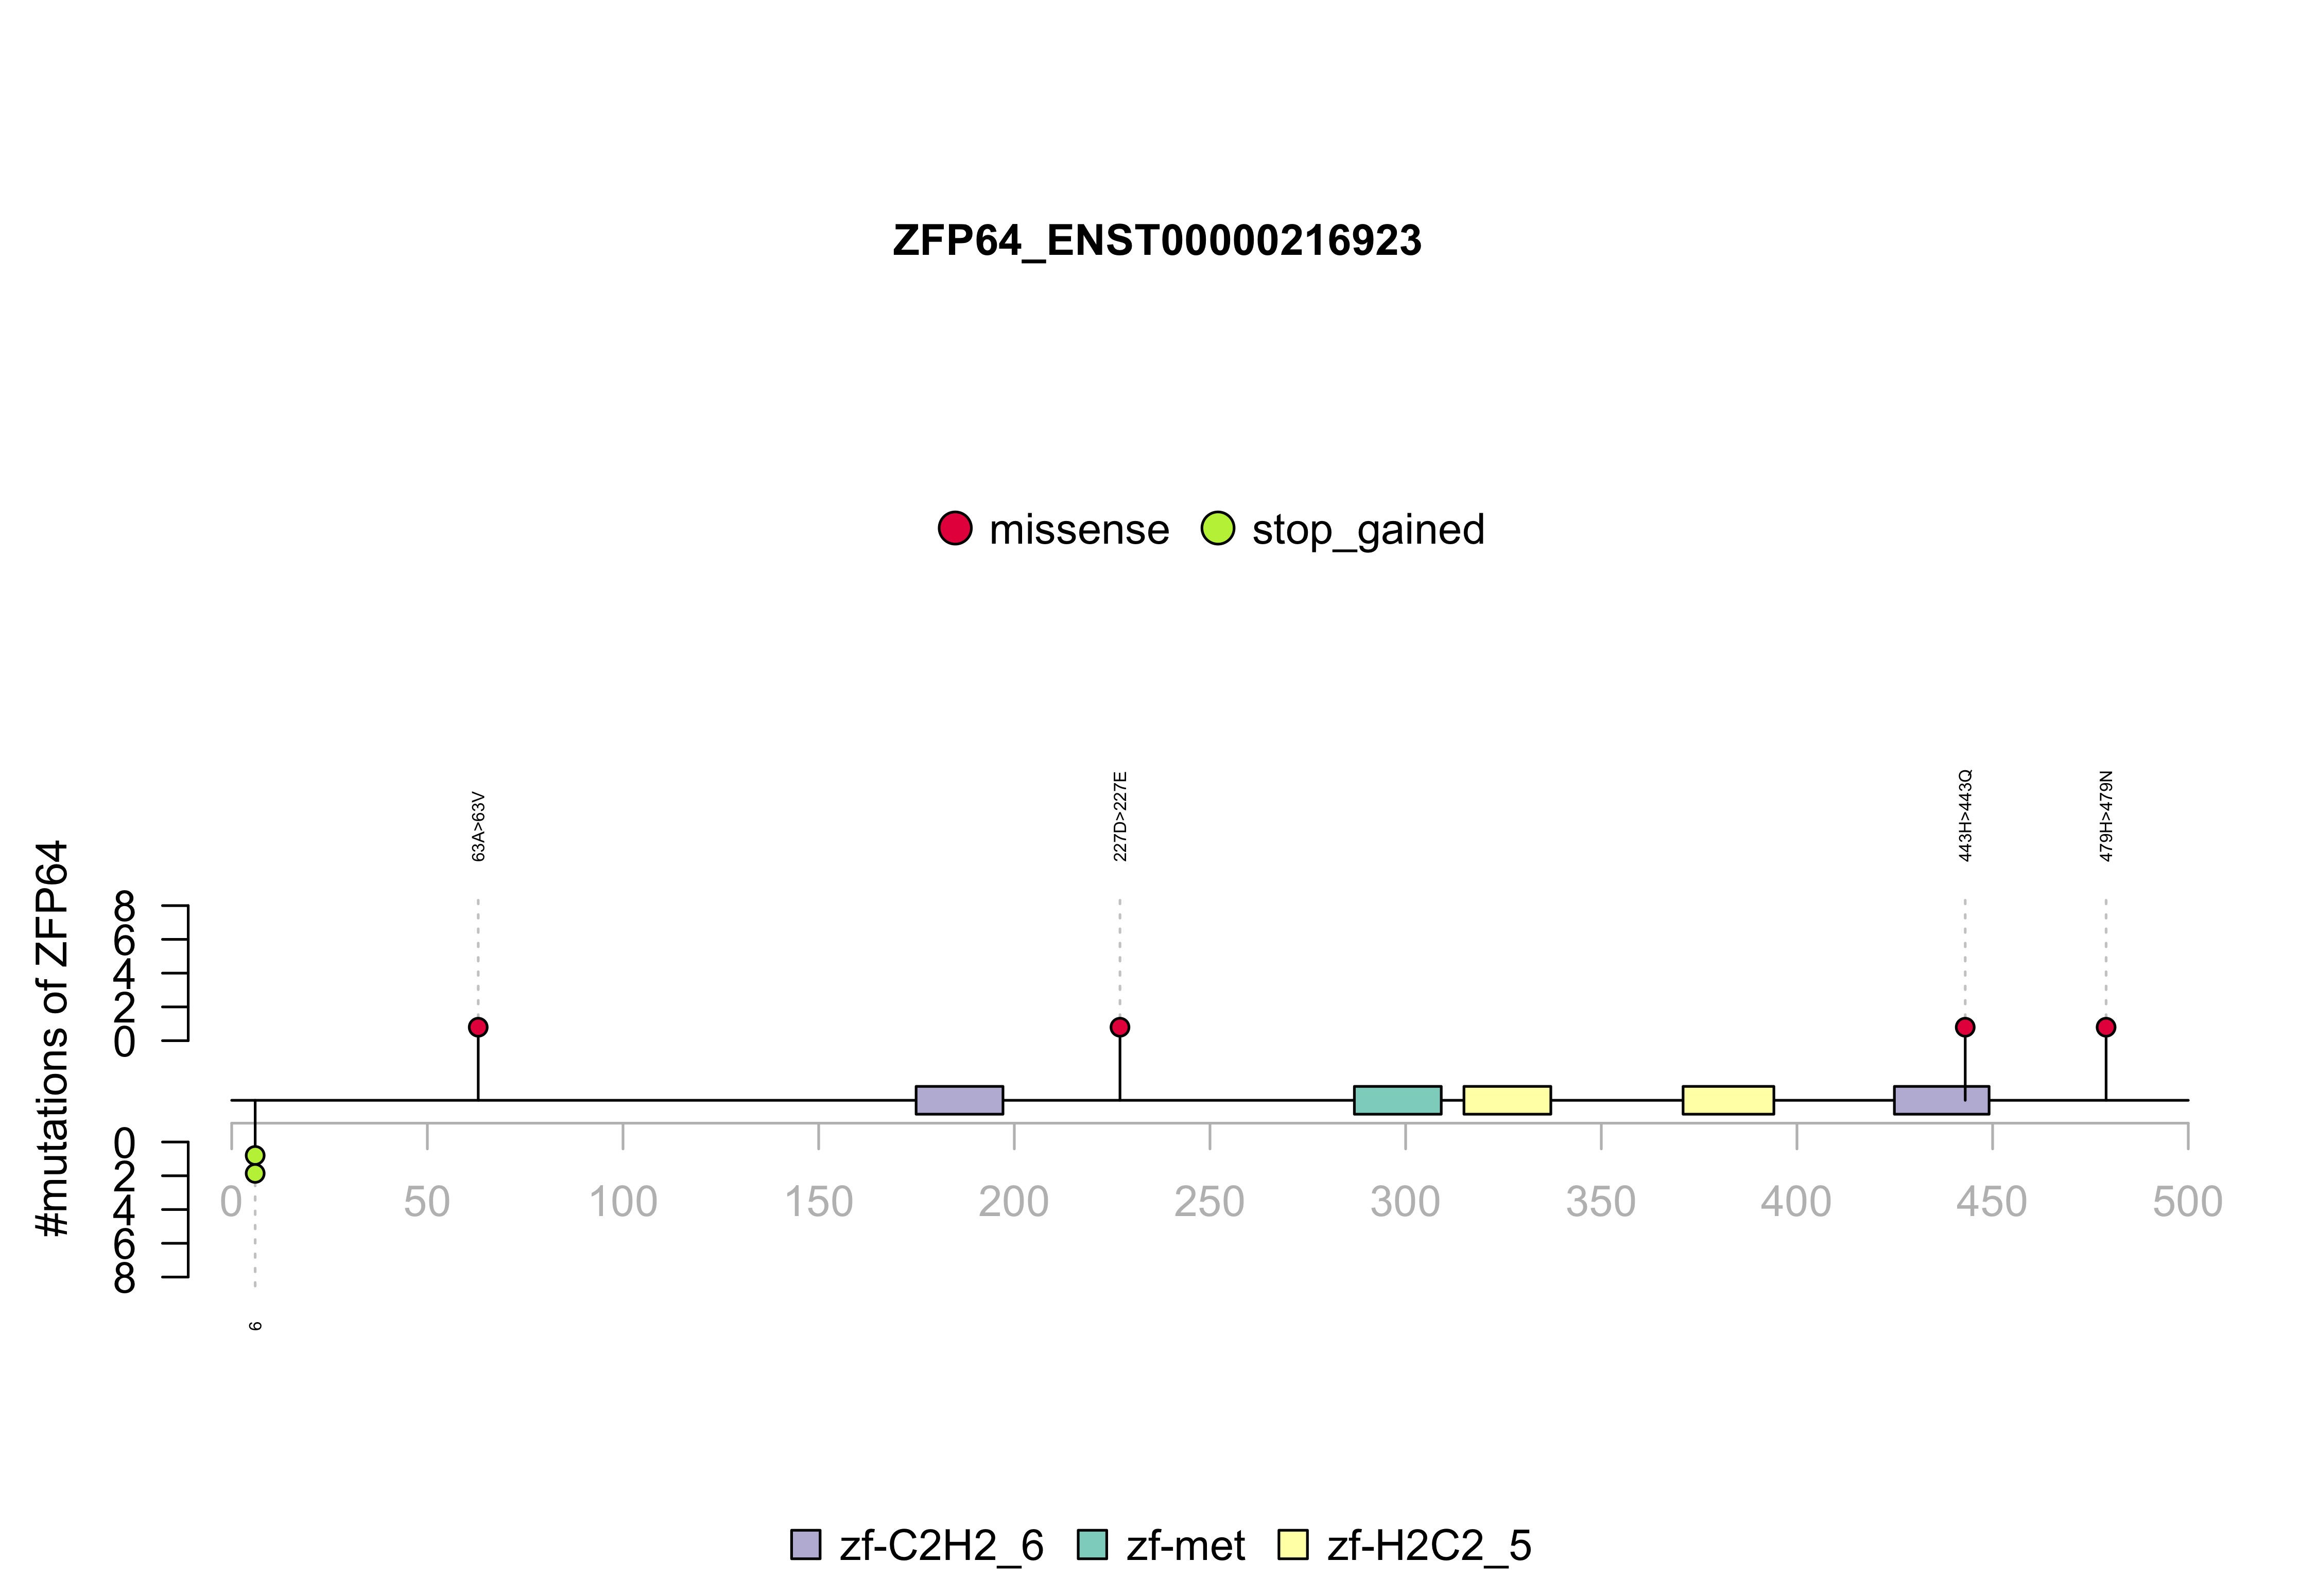 ZFP64_ENST00000216923
missense stop_gained
63A>63V 227D>227E 443H>443Q 479H>479N
#mutations of ZFP64
8
6
4
2
0
0
2
4
6
8
0 50 100 150 200 250 300 350 400 450 500
6
zf-C2H2_6 zf-met zf-H2C2_5